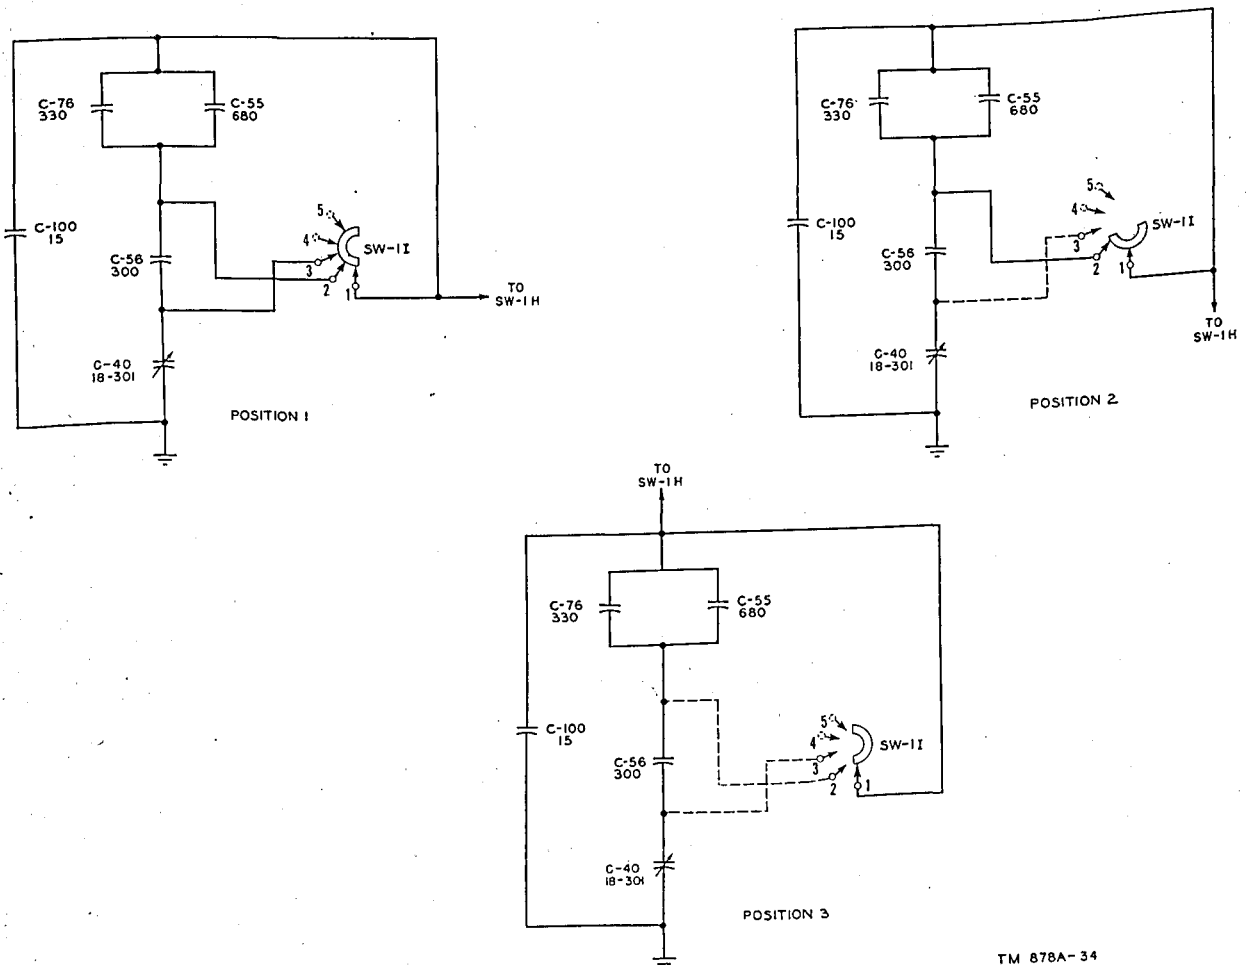 C-76
330
C-55
680
C-100
15
C-56
300
5
4
3
2
1
SW-1I
TO
SW-1H
C-40
18-301
POSITION 1
C-76
330
C-55
680
C-100
15
C-56
300
5
4
3
2
1
SW-1I
TO
SW-1H
C-40
18-301
POSITION 2
TO
SW-1H
C-76
330
C-55
680
C-100
15
C-56
300
5
4
3
2
1
SW-1I
C-40
18-301
POSITION 3
TM 878A-34